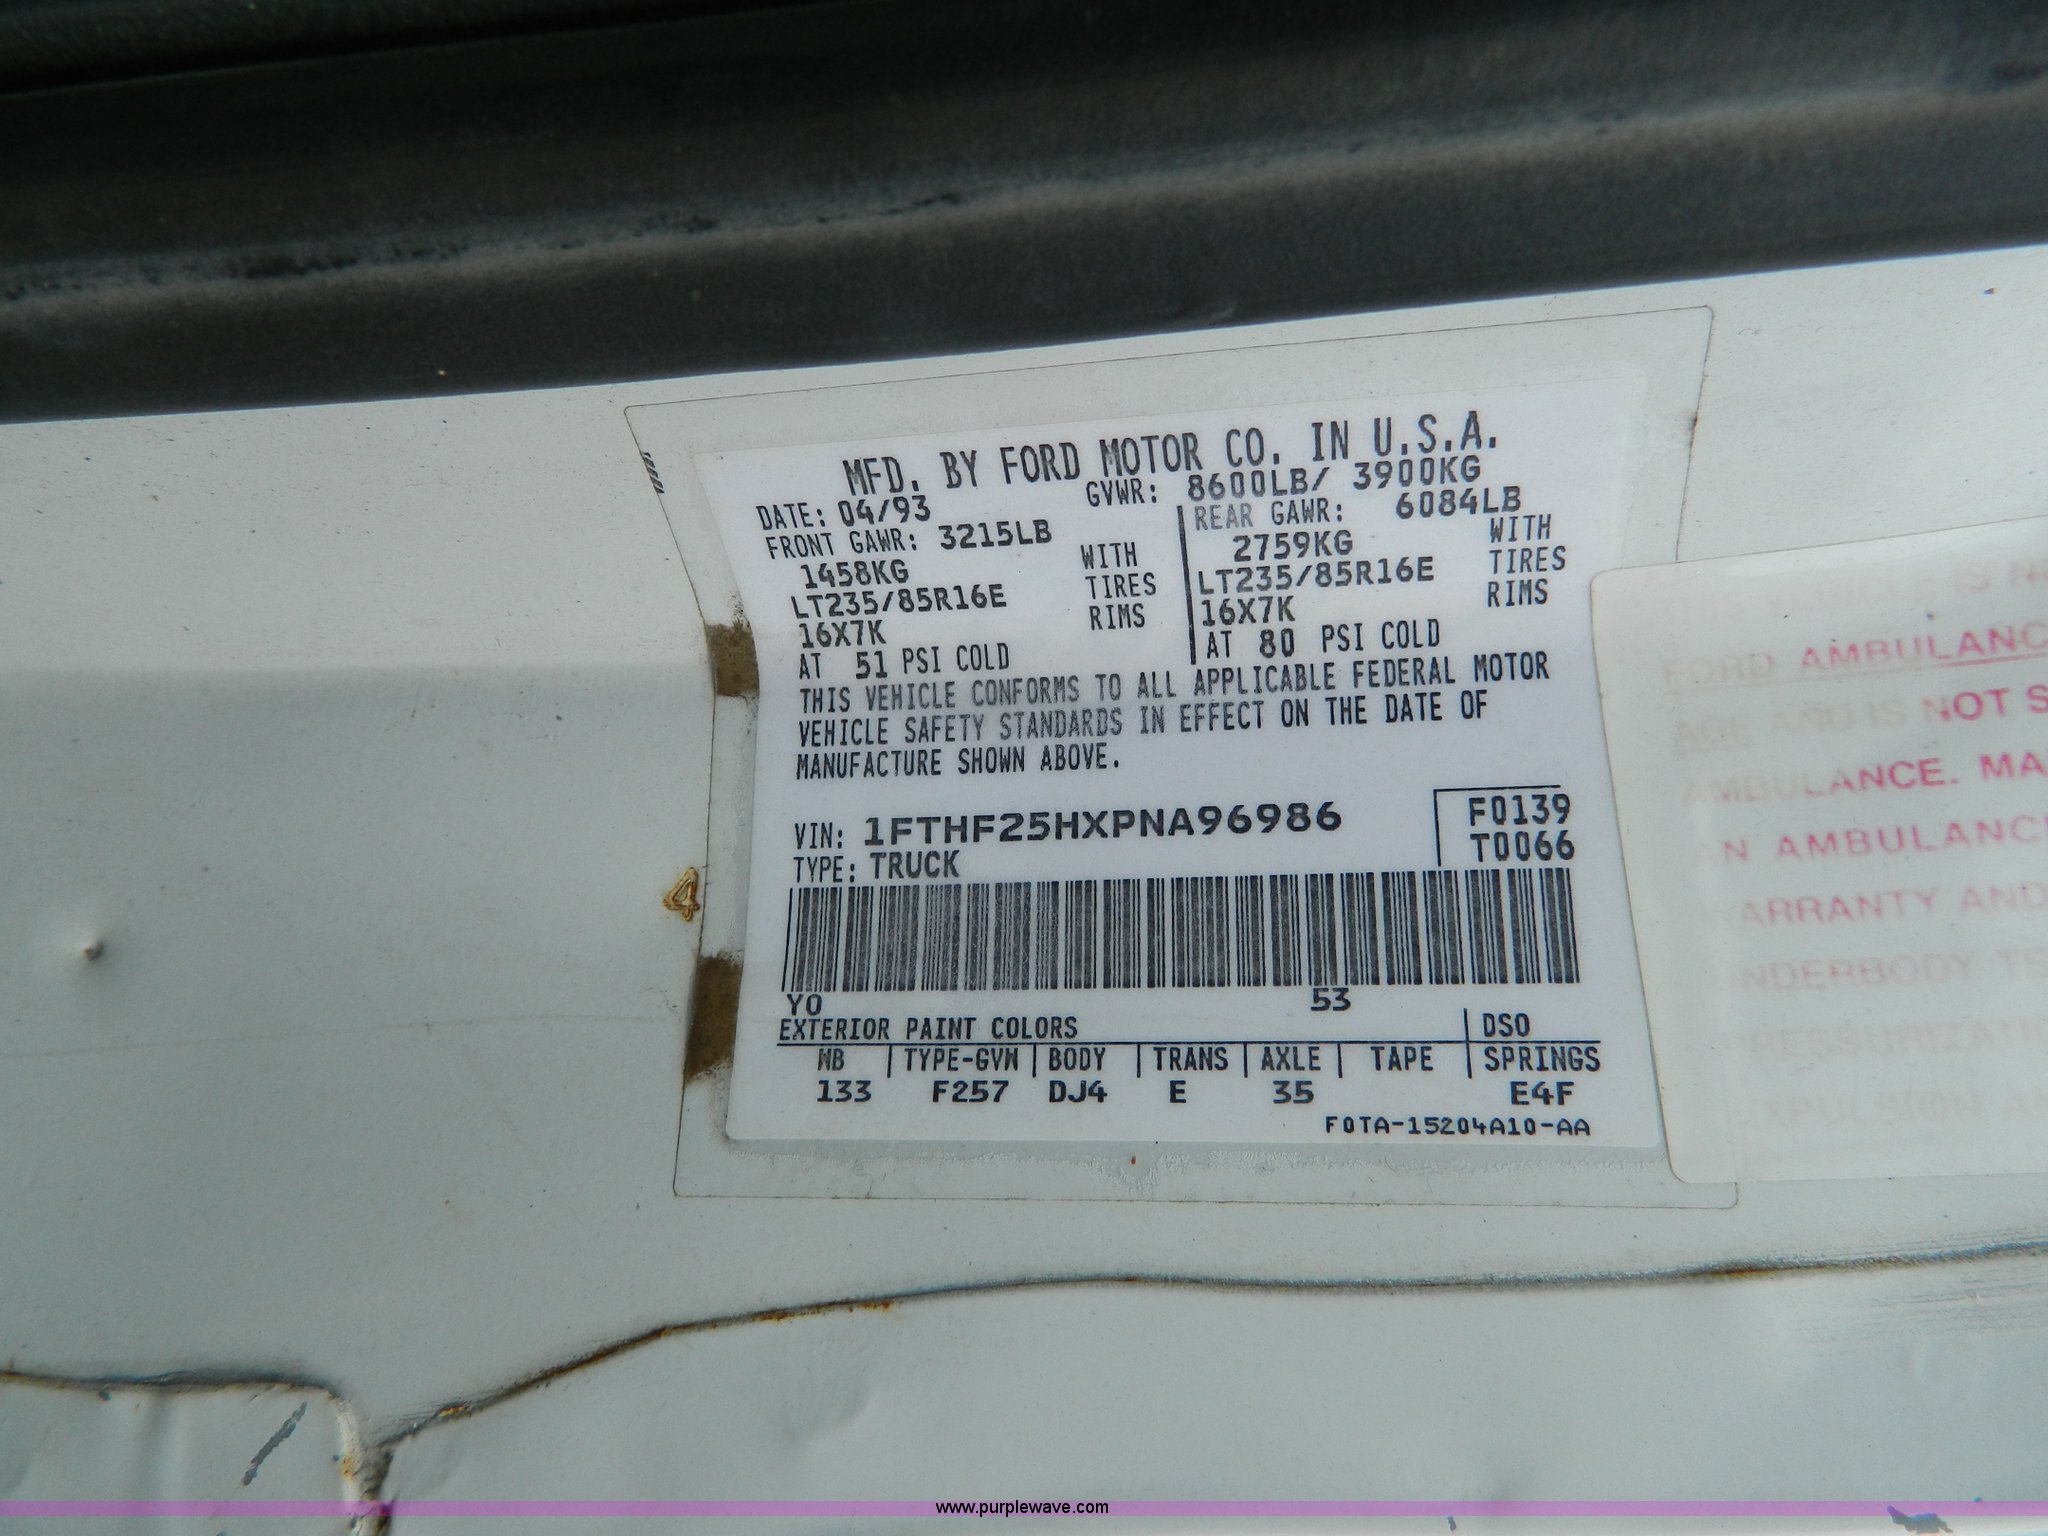 MFD. BY FORD MOTOR CO. IN U.S.A.
DATE: 04/93 GVWR: 8600LB/ 3900KG
FRONT GAWR: 3215LB REAR GAWR: 6084LB
1458KG WITH 2759KG WITH
LT235/85R16E TIRES LT235/85R16E TIRES
16X7K RIMS 16X7K RIMS
AT 51 PSI COLD AT 80 PSI COLD
THIS VEHICLE CONFORMS TO ALL APPLICABLE FEDERAL MOTOR
VEHICLE SAFETY STANDARDS IN EFFECT ON THE DATE OF
MANUFACTURE SHOWN ABOVE.
VIN: 1FTHF25HXPNA96986 F0139
TYPE: TRUCK T0066
YO 53
EXTERIOR PAINT COLORS DSO
WB TYPE-GVW BODY TRANS AXLE TAPE SPRINGS
133 F257 DJ4 E 35 E4F
F0TA-15204A10-AA
4
FORD AMBULANC
IS NOT S
AMBULANCE. MA
N AMBULANC
ARRANTY AND
NDERBODY TE
www.purplewave.com